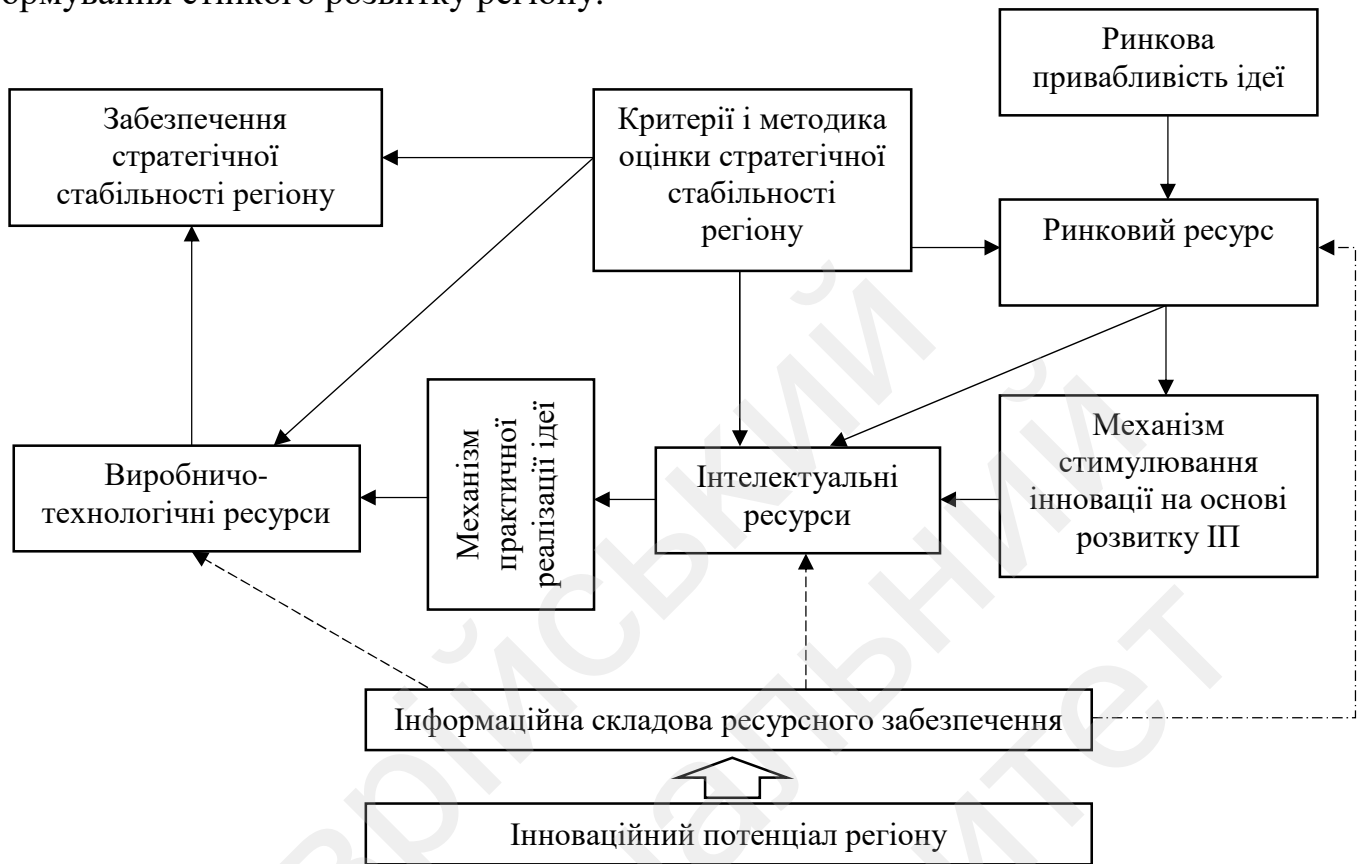 стійкого розвитку регіону.
Ринкова
привабливість ідеї
Забезпечення
стратегічної
стабільності регіону
Критерії і методика
оцінки стратегічної
стабільності
регіону
Ринковий ресурс
Механізм
практичної
реалізації ідеї
Механізм
стимулювання
інновації на основі
розвитку ІП
Виробничо-
технологічні ресурси
Інтелектуальні
ресурси
Інформаційна складова ресурсного забезпечення
Інноваційний потенціал регіону